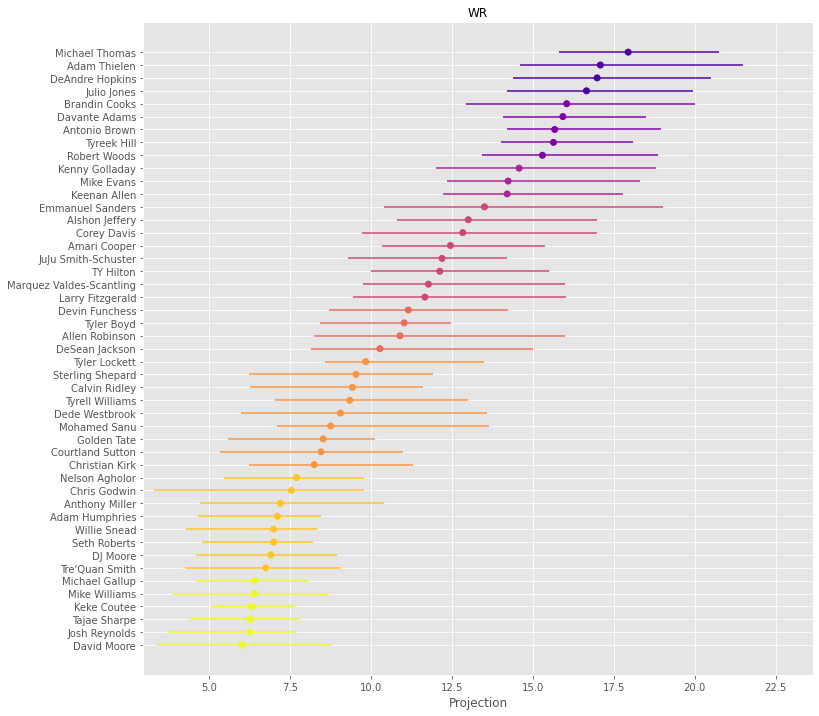 WR
Michael Thomas
Adam Thielen
DeAndre Hopkins
Julio Jones
Brandin Cooks
Davante Adams
Antonio Brown
Tyreek Hill
Robert Woods
Kenny Golladay
Mike Evans
Keenan Allen
Emmanuel Sanders
Alshon Jeffery
Corey Davis
Amari Cooper
JuJu Smith-Schuster
TY Hilton
Marquez Valdes-Scantling
Larry Fitzgerald
Devin Funchess
Tyler Boyd
Allen Robinson
DeSean Jackson
Tyler Lockett
Sterling Shepard
Calvin Ridley
Tyrell Williams
Dede Westbrook
Mohamed Sanu
Golden Tate
Courtland Sutton
Christian Kirk
Nelson Agholor
Chris Godwin
Anthony Miller
Adam Humphries
Willie Snead
Seth Roberts
DJ Moore
Tre'Quan Smith
Michael Gallup
Mike Williams
Keke Coutee
Tajae Sharpe
Josh Reynolds
David Moore
5.0 7.5 10.0 12.5 15.0 17.5 20.0 22.5
Projection